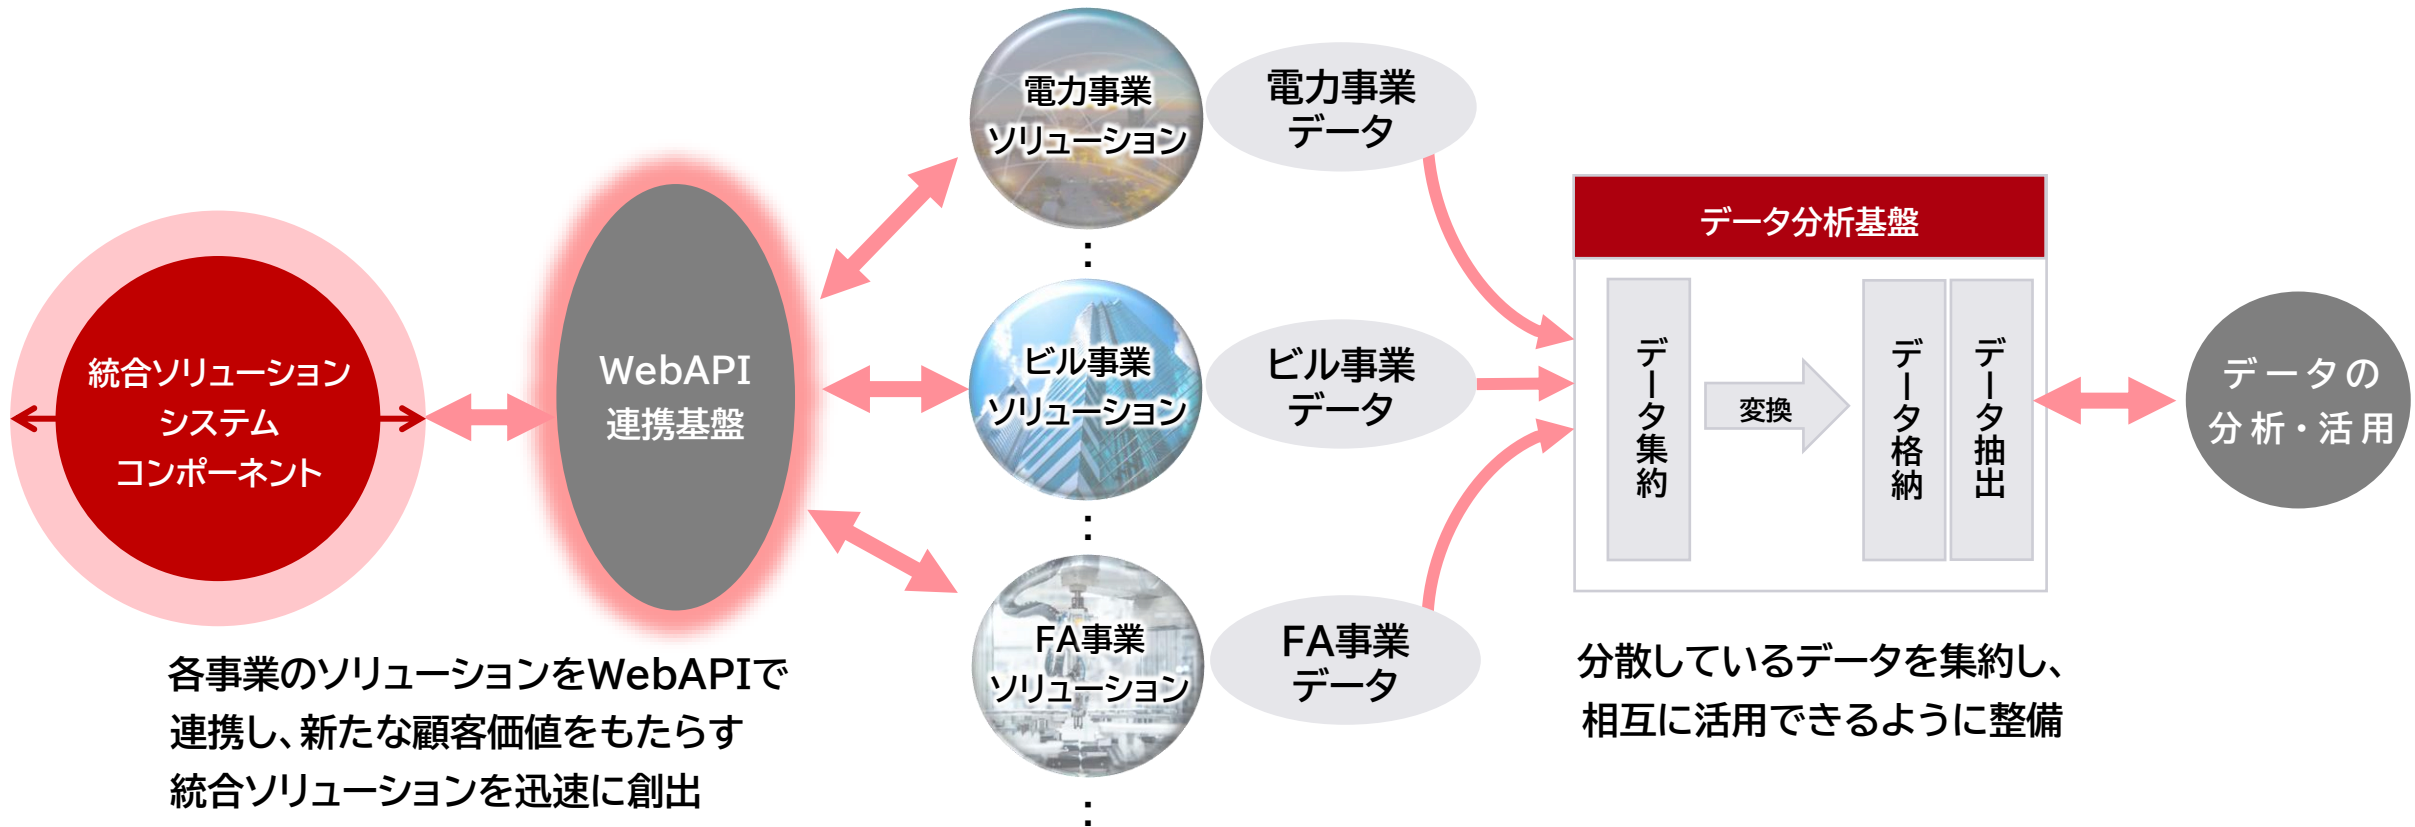 統合ソリューション
システム
コンポーネント
WebAPI
連携基盤
各事業のソリューションをWebAPIで
連携し、新たな顧客価値をもたらす
統合ソリューションを迅速に創出
電力事業
ソリューション
：
ビル事業
ソリューション
：
FA事業
ソリューション
：
電力事業
データ
ビル事業
データ
FA事業
データ
データ分析基盤
データ集約
変換
データ格納
データ抽出
分散しているデータを集約し、
相互に活用できるように整備
データの
分析・活用